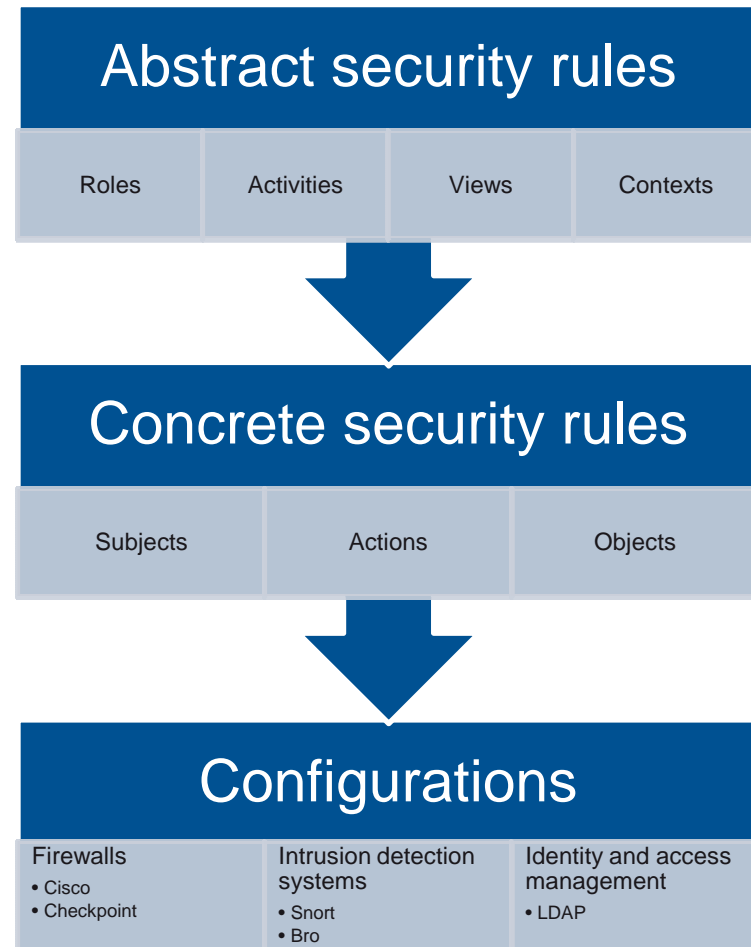 Abstract security rules
Roles
Activities
Views
Contexts
Concrete security rules
Subjects
Actions
Objects
Configurations
Firewalls
• Cisco
• Checkpoint
Intrusion detection
systems
• Snort
• Bro
Identity and access
management
• LDAP